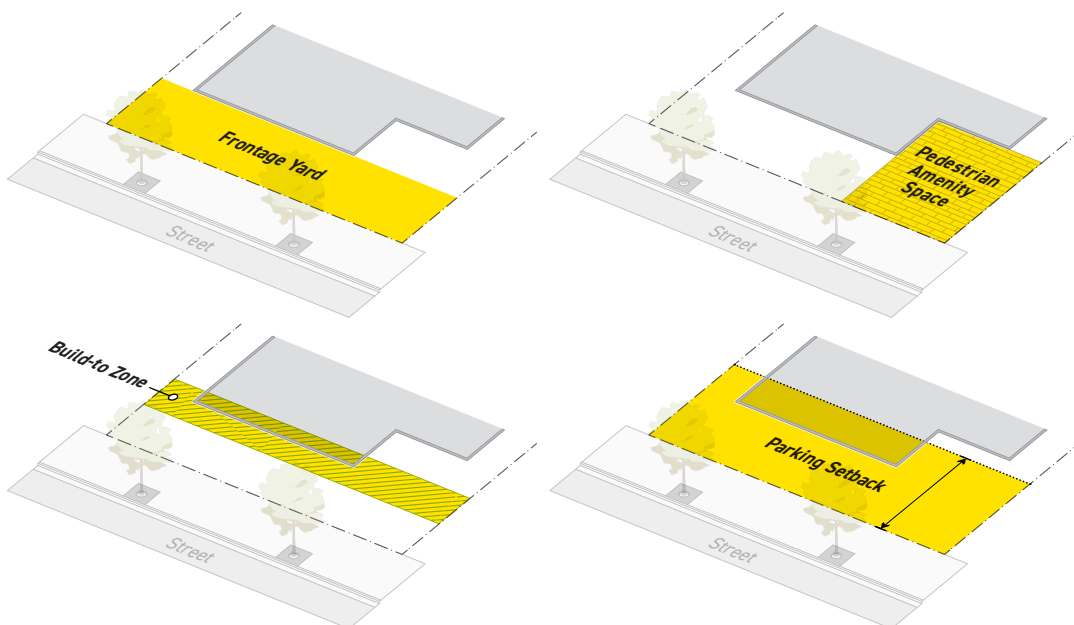 Frontage Yard
Street
Pedestrian
Amenity
Space
Street
Build-to Zone
Street
Parking Setback
Street